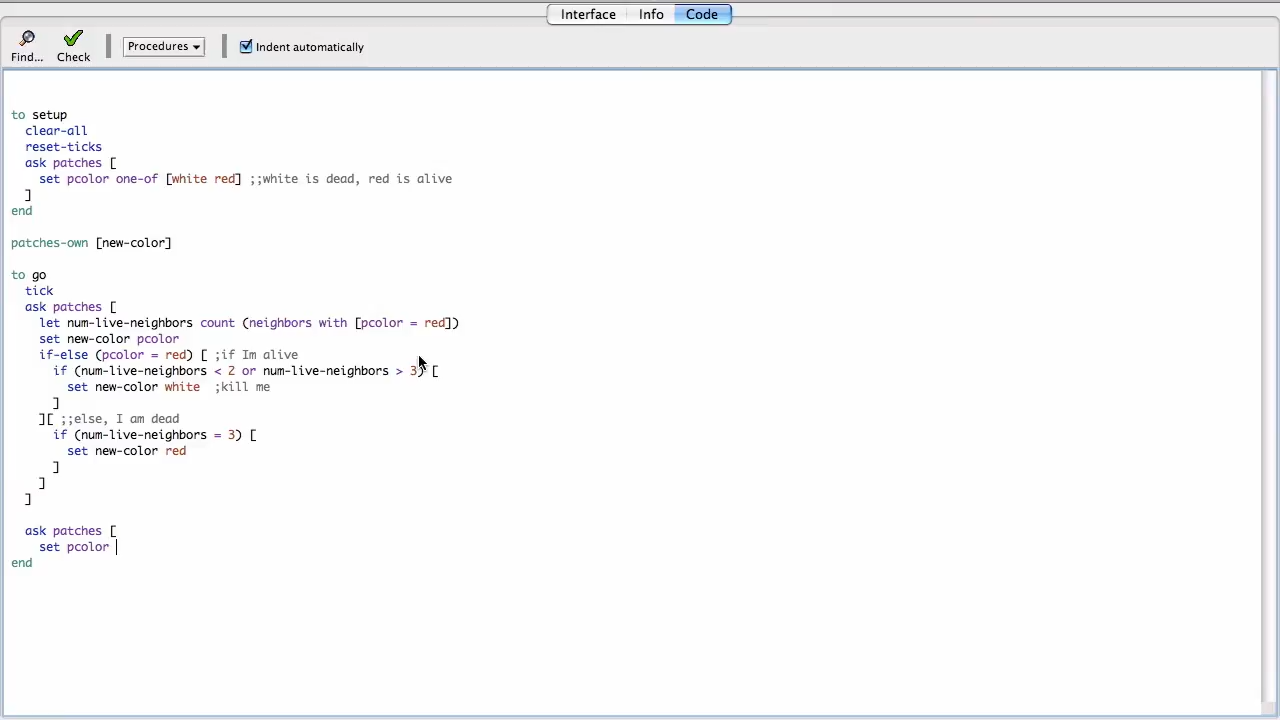 Interface Info Code
Find... Check Procedures Indent automatically
to setup
  clear-all
  reset-ticks
  ask patches [
    set pcolor one-of [white red] ;;white is dead, red is alive
  ]
end
patches-own [new-color]
to go
  tick
  ask patches [
    let num-live-neighbors count (neighbors with [pcolor = red])
    set new-color pcolor
    if-else (pcolor = red) [ ;if Im alive
      if (num-live-neighbors < 2 or num-live-neighbors > 3) [
        set new-color white  ;kill me
      ]
    ][ ;;else, I am dead
      if (num-live-neighbors = 3) [
        set new-color red
      ]
    ]
  ]
  ask patches [
    set pcolor
end